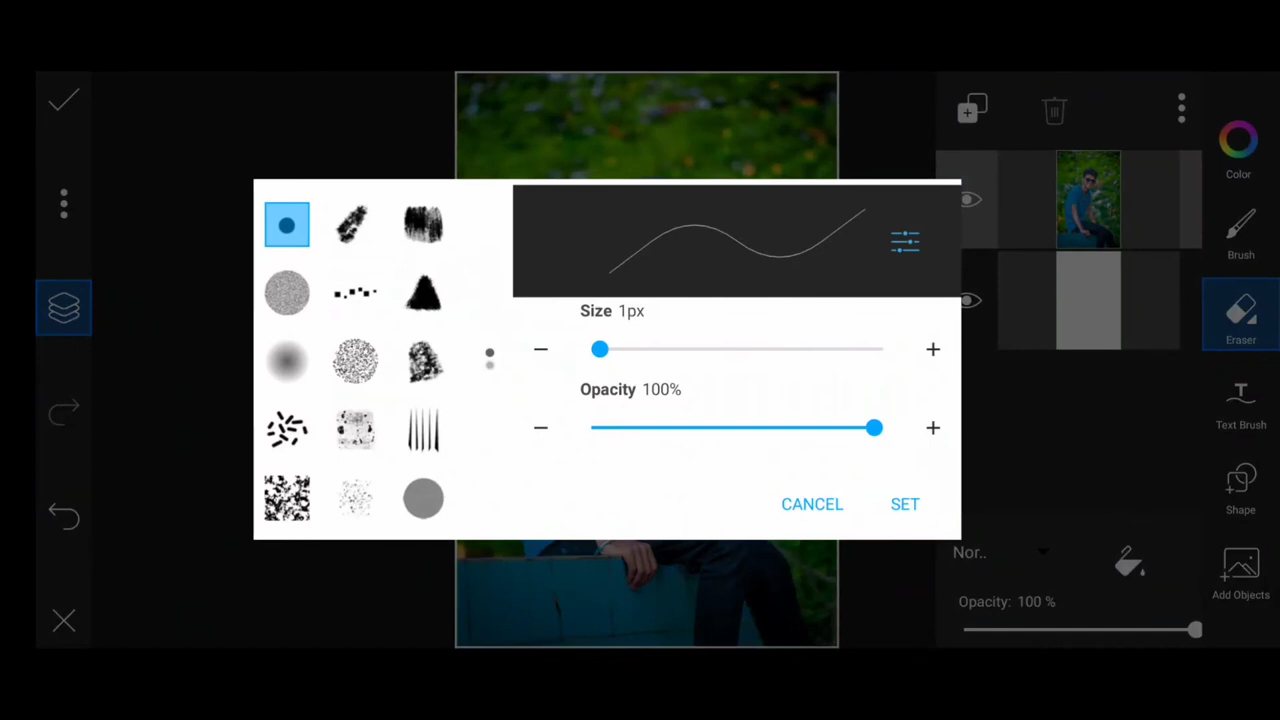 Size 1px
Opacity 100%
CANCEL
SET
Color
Brush
Eraser
Text Brush
Shape
Add Objects
Nor..
Opacity: 100 %